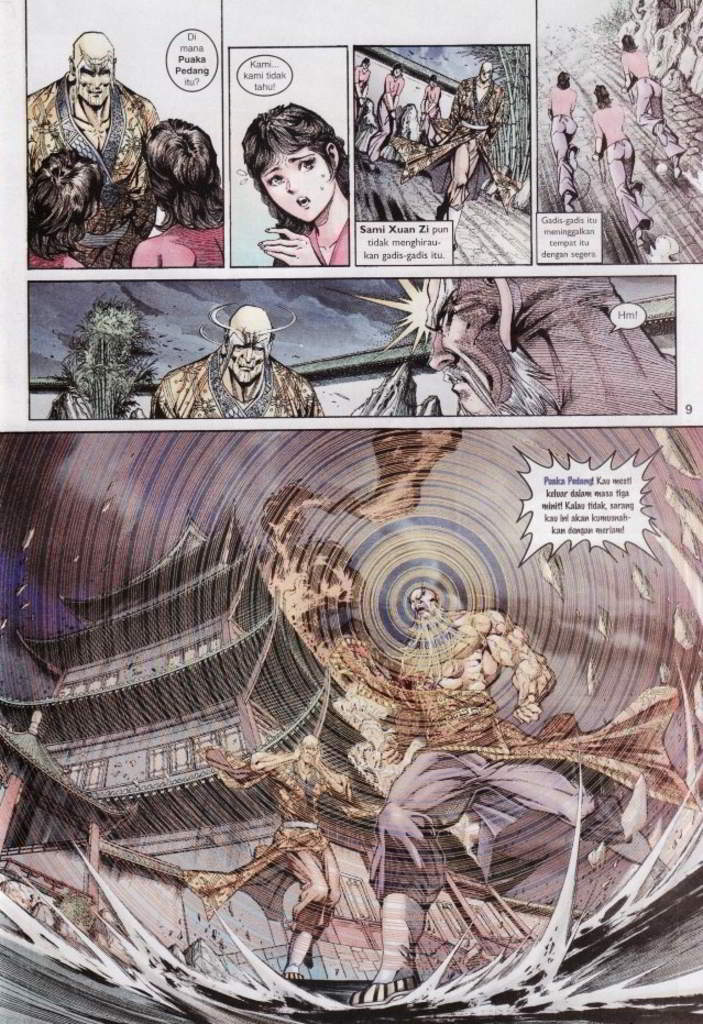 Di
mana
Puaka
Pedang
itu?
Kami...
kami tidak
tahu!
Sami Xuan Zi pun
tidak menghirau-
kan gadis-gadis itu.
Gadis-gadis itu
meninggalkan
tempat itu
dengan segera.
Hm!
9
Puaka Pedang! Kau mesti
keluar dalam masa tiga
minit! Kalau tidak, sarang
kau ini akan kumusnah-
kan dengan meriam!